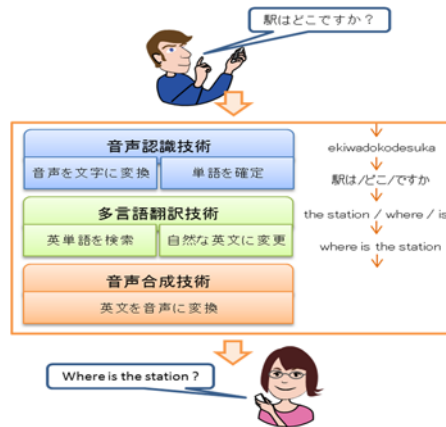 駅はどこですか？
音声認識技術
音声を文字に変換
単語を確定
ekiwadokodesuka
駅は/どこ/ですか
多言語翻訳技術
英単語を検索
自然な英文に変更
the station / where / is
where is the station
音声合成技術
英文を音声に変換
Where is the station ?